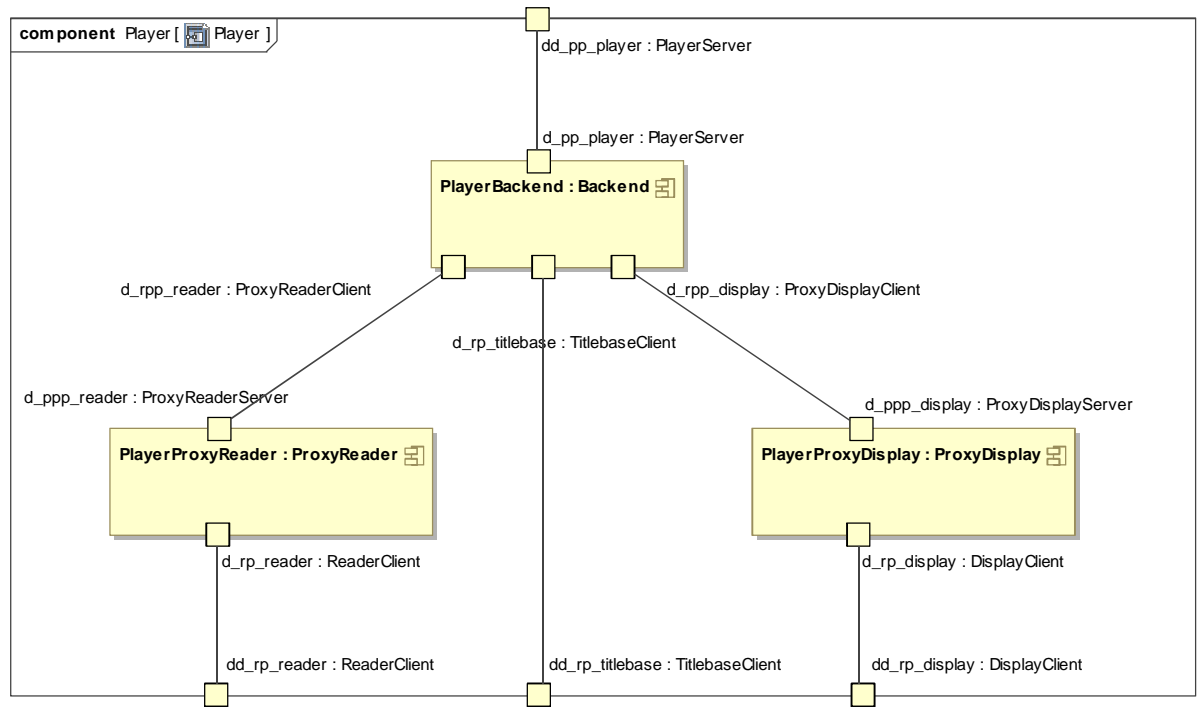 component Player [ Player ]
dd_pp_player : PlayerServer
d_pp_player : PlayerServer
PlayerBackend : Backend
d_rpp_reader : ProxyReaderClient
d_rpp_display : ProxyDisplayClient
d_rp_titlebase : TitlebaseClient
d_ppp_reader : ProxyReaderServer
d_ppp_display : ProxyDisplayServer
PlayerProxyReader : ProxyReader
PlayerProxyDisplay : ProxyDisplay
d_rp_reader : ReaderClient
d_rp_display : DisplayClient
dd_rp_reader : ReaderClient
dd_rp_titlebase : TitlebaseClient
dd_rp_display : DisplayClient